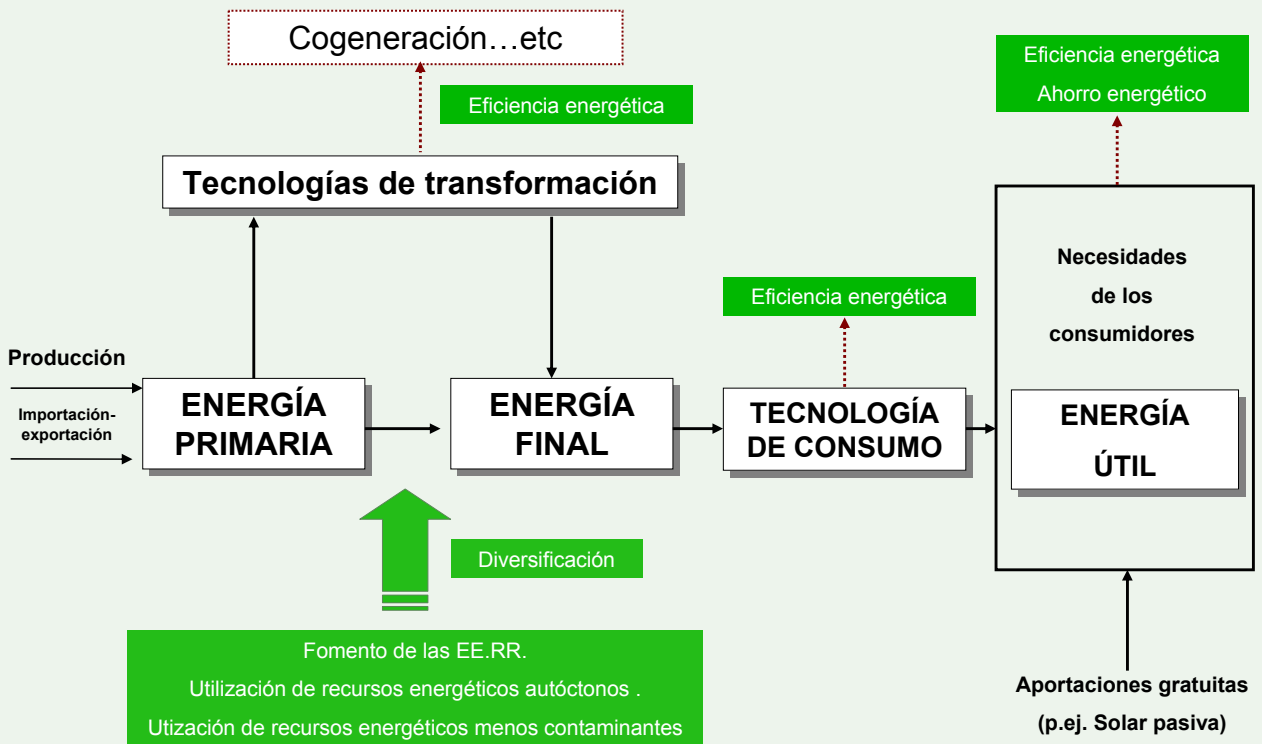 Cogeneración…etc
Eficiencia energética
Eficiencia energética
Ahorro energético
Tecnologías de transformación
Necesidades
de los
consumidores
Eficiencia energética
Producción
Importación-
exportación
ENERGÍA
PRIMARIA
ENERGÍA
FINAL
TECNOLOGÍA
DE CONSUMO
ENERGÍA
ÚTIL
Diversificación
Fomento de las EE.RR.
Utilización de recursos energéticos autóctonos .
Utización de recursos energéticos menos contaminantes
Aportaciones gratuitas
(p.ej. Solar pasiva)